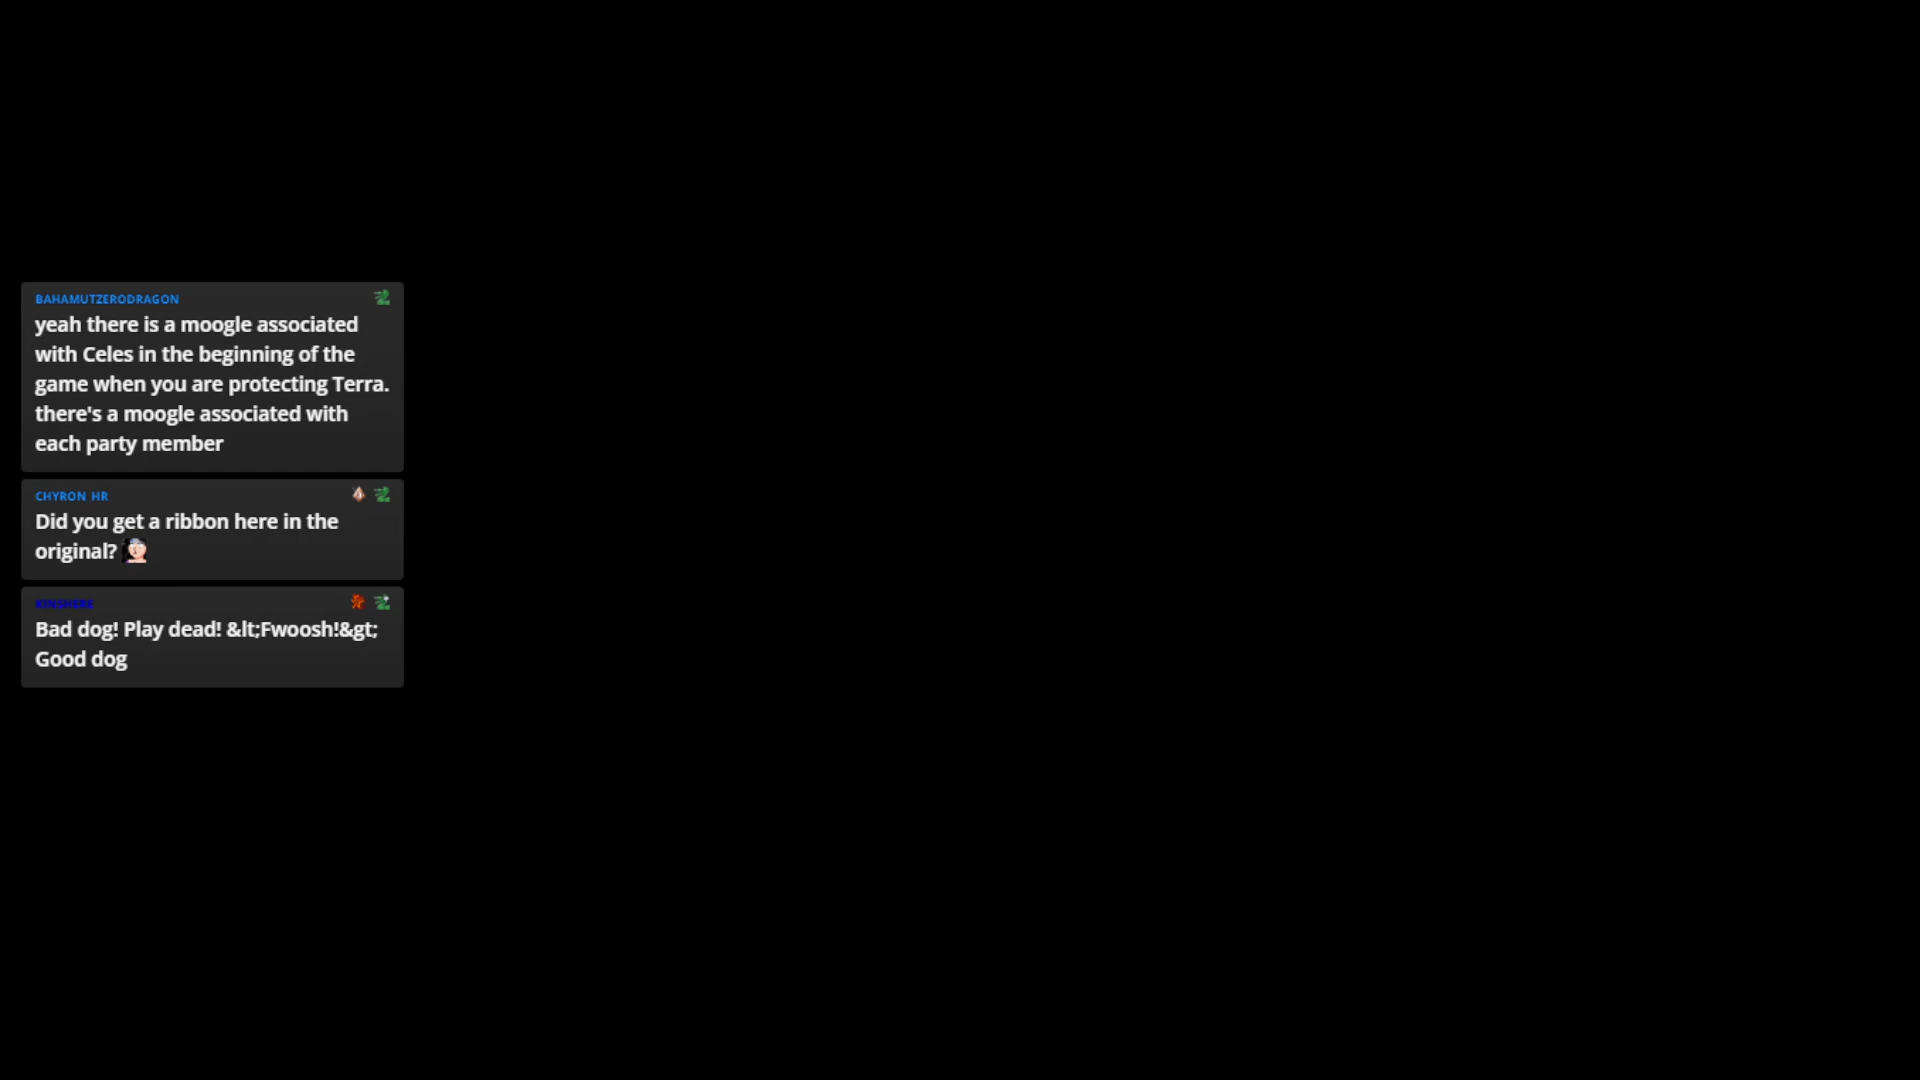 BAHAMUTZERODRAGON
yeah there is a moogle associated
with Celes in the beginning of the
game when you are protecting Terra.
there's a moogle associated with
each party member
CHYRON HR
Did you get a ribbon here in the
original?
KINSHERE
Bad dog! Play dead! &lt;Fwoosh!&gt;
Good dog